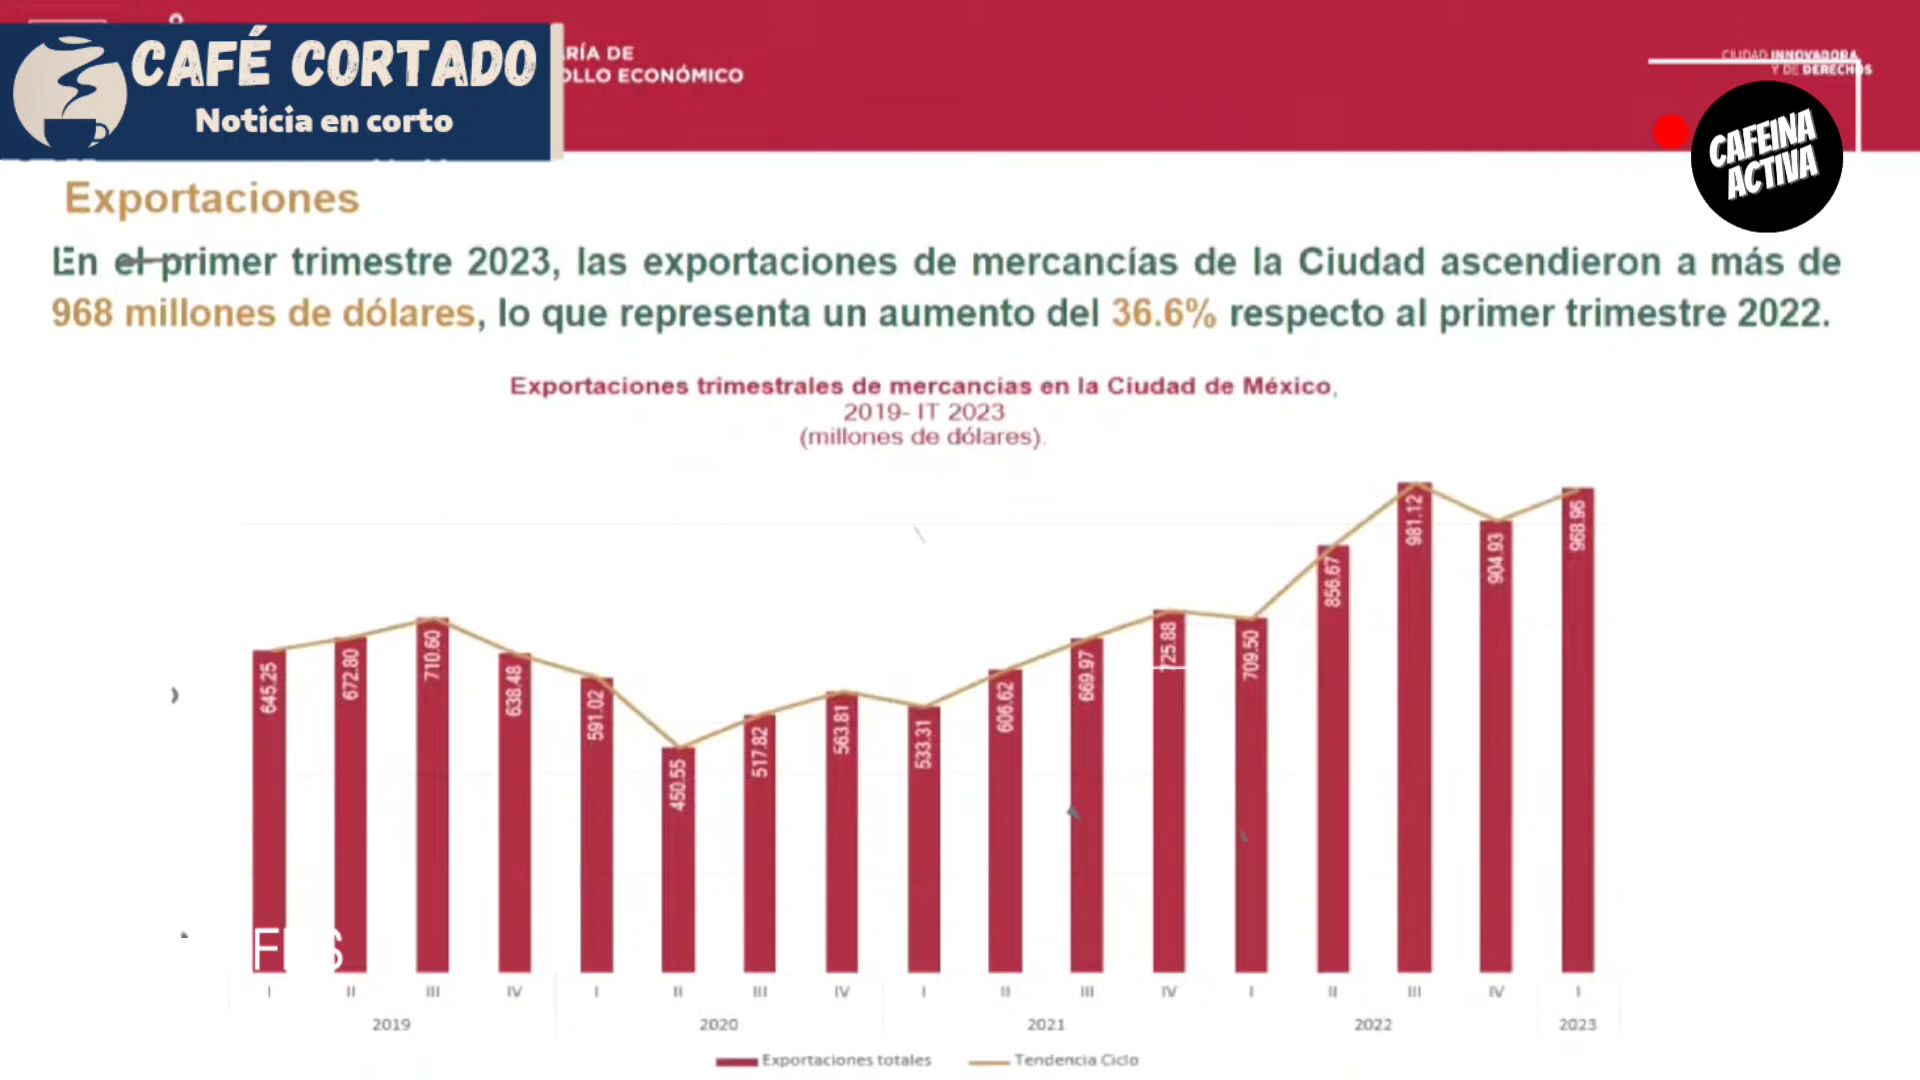 CAFÉ CORTADO
Noticia en corto
RÍA DE
OLLO ECONÓMICO
CIUDAD INNOVADORA
Y DE DERECHOS
CAFEINA
ACTIVA
Exportaciones
En el primer trimestre 2023, las exportaciones de mercancías de la Ciudad ascendieron a más de
968 millones de dólares, lo que representa un aumento del 36.6% respecto al primer trimestre 2022.
Exportaciones trimestrales de mercancias en la Ciudad de México,
2019- IT 2023
(millones de dólares).
645.25 672.80 710.60 638.48 591.02 450.55 517.82 563.81 533.31 606.62 669.97 725.88 709.50 856.67 981.12 904.93 968.96
I II III IV I II III IV I II III IV I II III IV I
2019 2020 2021 2022 2023
Exportaciones totales Tendencia Ciclo